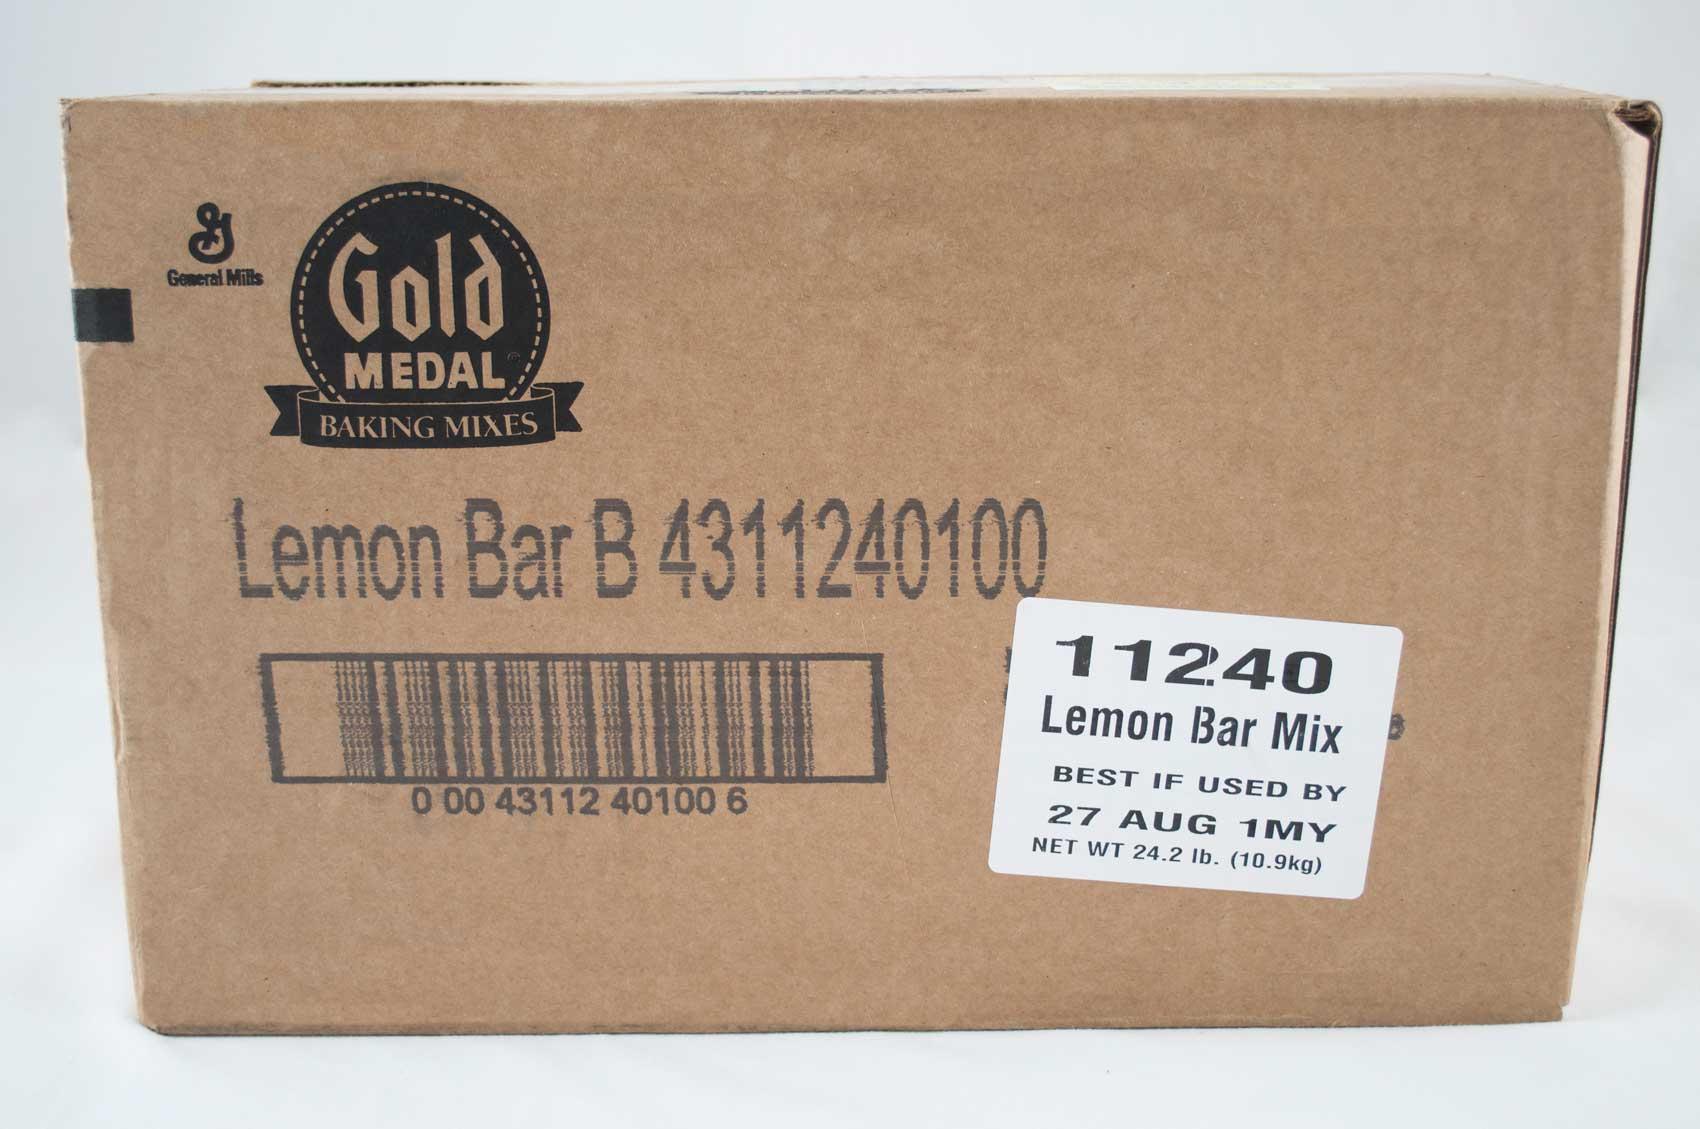 General Mills
Gold
MEDAL®
BAKING MIXES
Lemon Bar B 4311240100
0 00 43112 40100 6
11240
Lemon Bar Mix
BEST IF USED BY
27 AUG 1MY
NET WT 24.2 lb. (10.9kg)